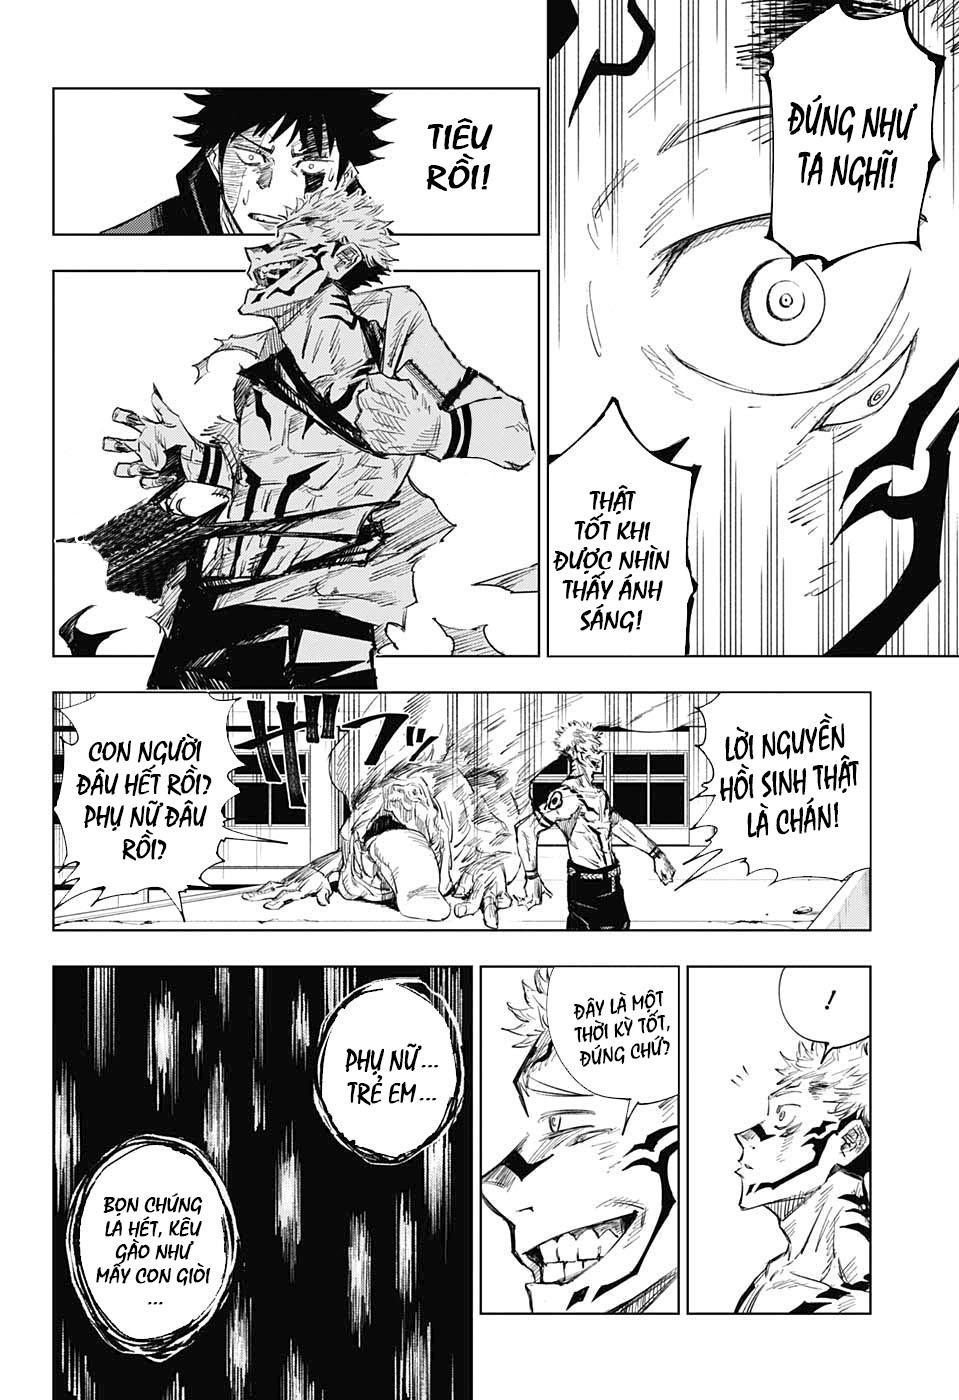 ĐÚNG NHƯ
TA NGHĨ!
THẬT
TỐT KHI
ĐƯỢC NHÌN
THẤY ÁNH
SÁNG!
TIÊU
RỒI!
LỜI NGUYỀN
HỒI SINH THẬT
LÀ CHÁN!
ザッ
CON NGƯỜI
ĐÂU HẾT RỒI?
PHỤ NỮ ĐÂU
RỒI?
!
ĐÂY LÀ MỘT
THỜI KỲ TỐT,
ĐÚNG CHỨ?
PHỤ NỮ...
TRẺ EM...
BỌN CHÚNG
LA HÉT, KÊU
GÀO NHƯ
MẤY CON GIÒI
...